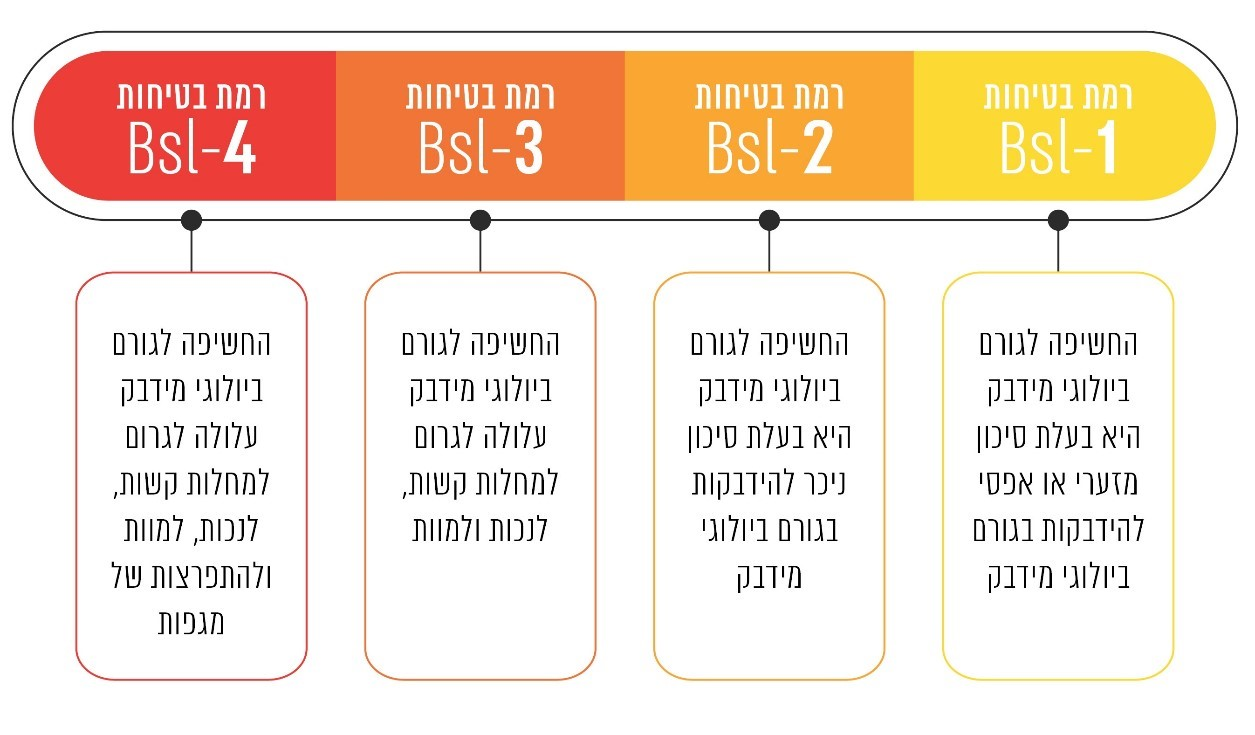 רמת בטיחות
Bsl-1
החשיפה לגורם
ביולוגי מידבק
היא בעלת סיכון
מזערי או אפסי
להידבקות בגורם
ביולוגי מידבק
רמת בטיחות
Bsl-2
החשיפה לגורם
ביולוגי מידבק
היא בעלת סיכון
ניכר להידבקות
בגורם ביולוגי
מידבק
רמת בטיחות
Bsl-3
החשיפה לגורם
ביולוגי מידבק
עלולה לגרום
למחלות קשות,
לנכות ולמוות
רמת בטיחות
Bsl-4
החשיפה לגורם
ביולוגי מידבק
עלולה לגרום
למחלות קשות,
לנכות, למוות
ולהתפרצות של
מגפות